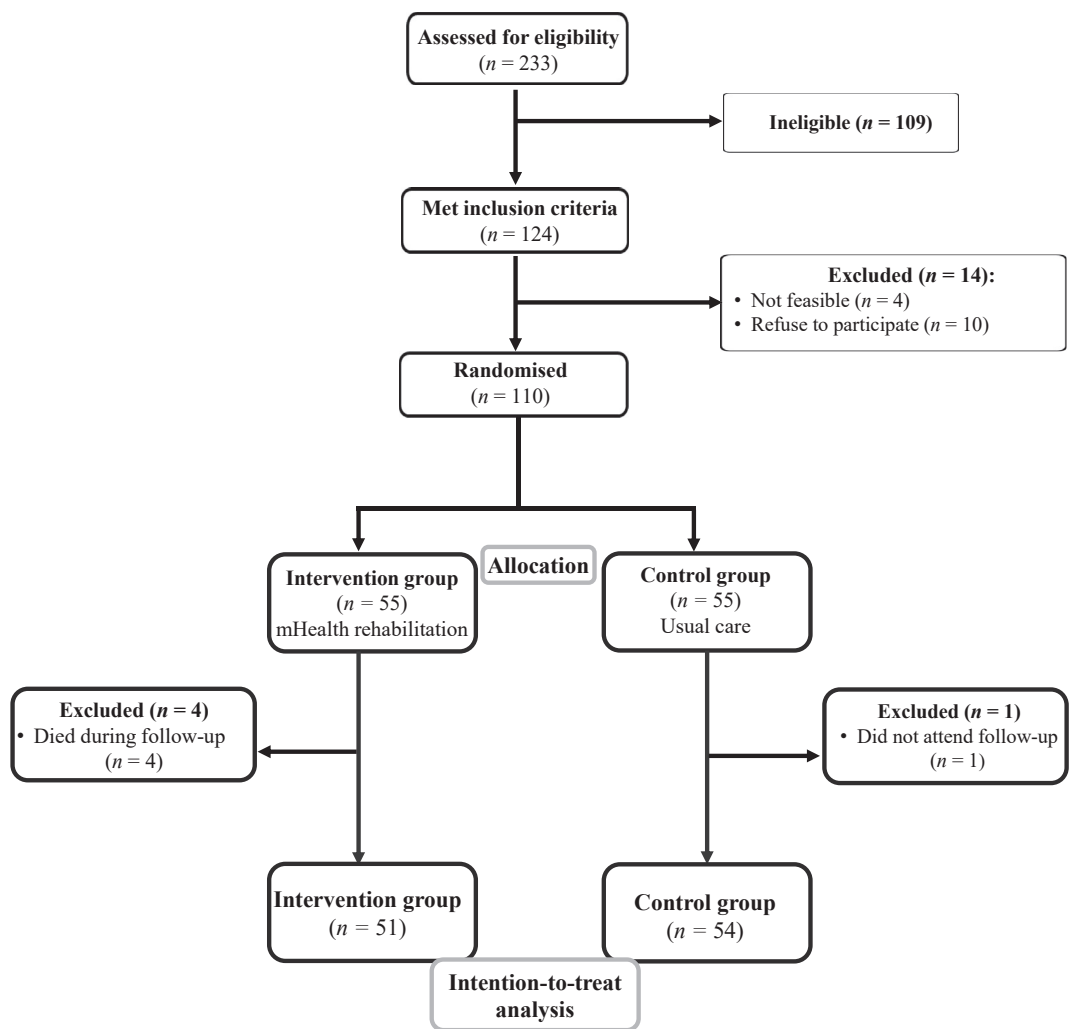 Assessed for eligibility
(n = 233)
Ineligible (n = 109)
Met inclusion criteria
(n = 124)
Excluded (n = 14):
• Not feasible (n = 4)
• Refuse to participate (n = 10)
Randomised
(n = 110)
Allocation
Intervention group
(n = 55)
mHealth rehabilitation
Control group
(n = 55)
Usual care
Excluded (n = 4)
• Died during follow-up
(n = 4)
Excluded (n = 1)
• Did not attend follow-up
(n = 1)
Intervention group
(n = 51)
Control group
(n = 54)
Intention-to-treat
analysis